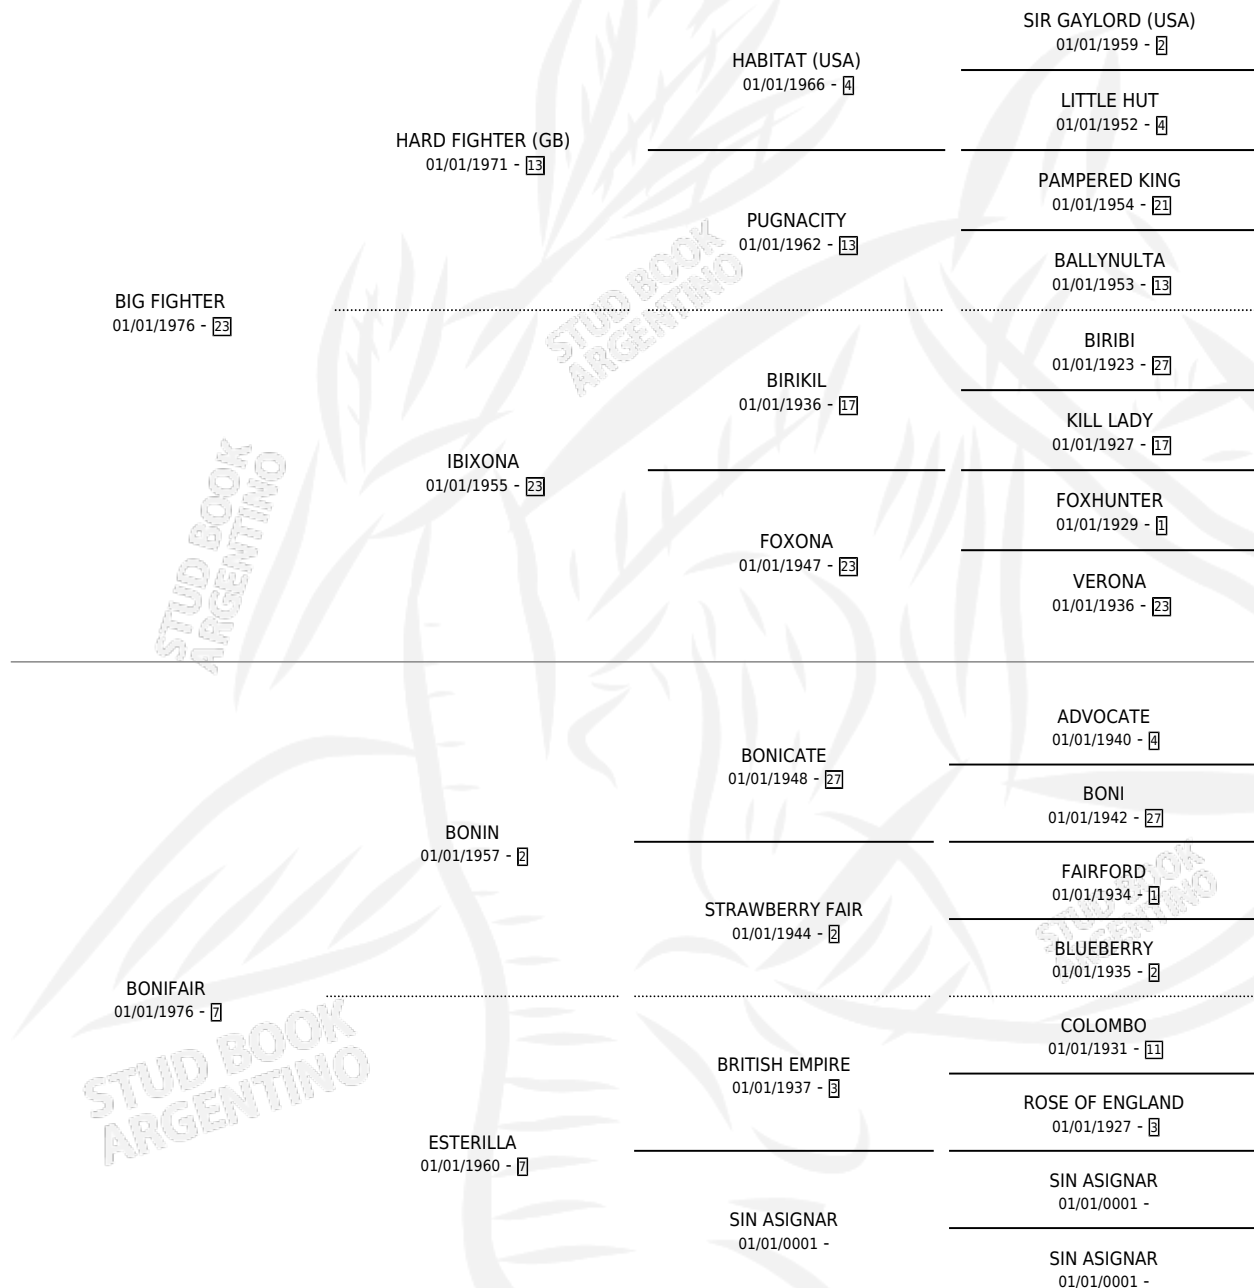 SIR GAYLORD (USA)
01/01/1959 - 2
HABITAT (USA)
01/01/1966 - 4
LITTLE HUT
01/01/1952 - 4
HARD FIGHTER (GB)
01/01/1971 - 13
PAMPERED KING
01/01/1954 - 21
PUGNACITY
01/01/1962 - 13
BALLYNULTA
01/01/1953 - 13
BIG FIGHTER
01/01/1976 - 23
BIRIBI
01/01/1923 - 27
BIRIKIL
01/01/1936 - 17
KILL LADY
01/01/1927 - 17
IBIXONA
01/01/1955 - 23
FOXHUNTER
01/01/1929 - 1
FOXONA
01/01/1947 - 23
VERONA
01/01/1936 - 23
ADVOCATE
01/01/1940 - 4
BONICATE
01/01/1948 - 27
BONI
01/01/1942 - 27
BONIN
01/01/1957 - 2
FAIRFORD
01/01/1934 - 1
STRAWBERRY FAIR
01/01/1944 - 2
BLUEBERRY
01/01/1935 - 2
BONIFAIR
01/01/1976 - 7
COLOMBO
01/01/1931 - 11
BRITISH EMPIRE
01/01/1937 - 3
ROSE OF ENGLAND
01/01/1927 - 3
ESTERILLA
01/01/1960 - 7
SIN ASIGNAR
01/01/0001 -
SIN ASIGNAR
01/01/0001 -
SIN ASIGNAR
01/01/0001 -
STUD BOOK
ARGENTINO
STUD BOOK
ARGENTINO
STUD BOOK
ARGENTINO
STUD BOOK
ARGENTINO